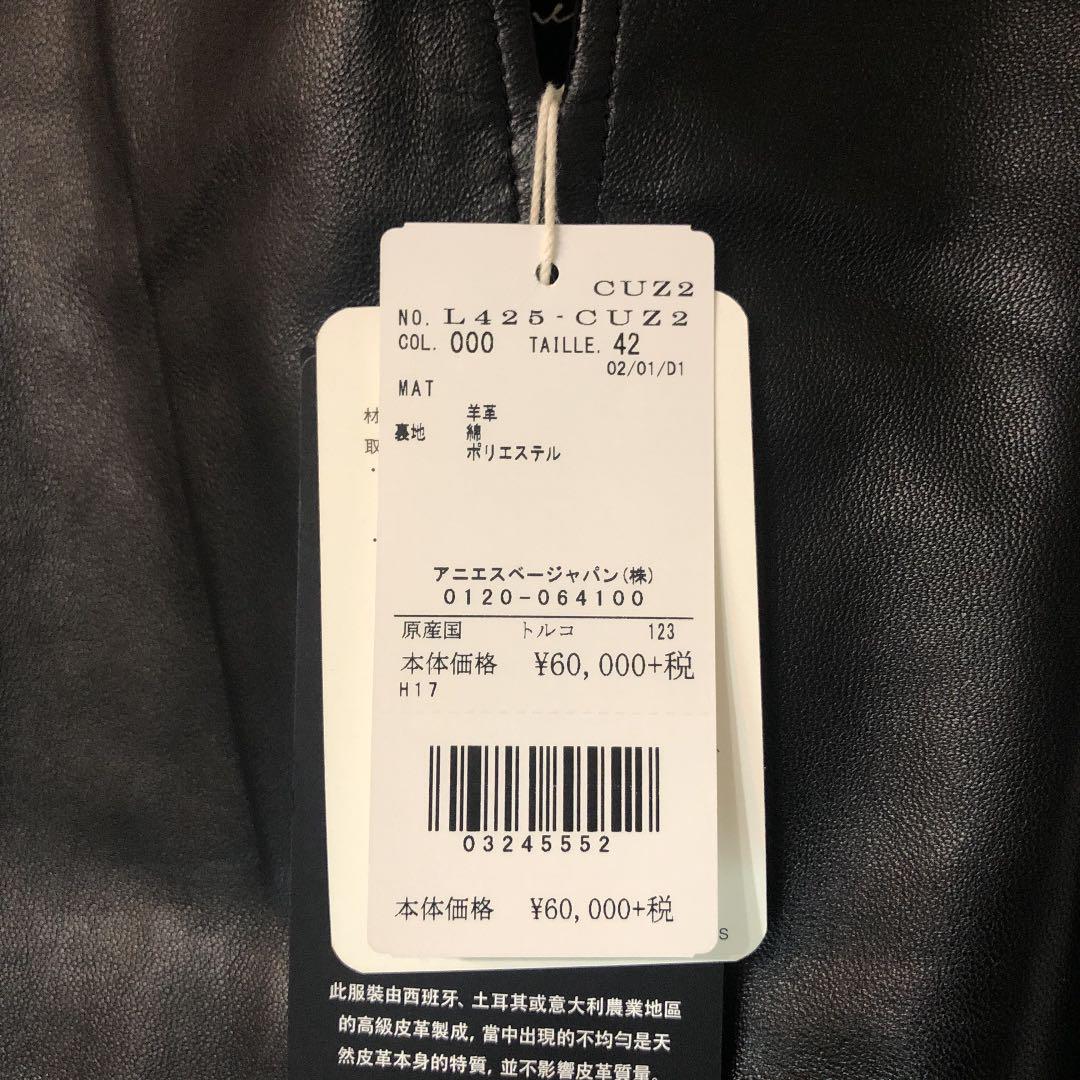 CUZ2
NO. L425-CUZ2
COL. 000 TAILLE. 42
02/01/D1
MAT
羊革
裏地 綿
ポリエステル
材
取
・
・
アニエスベージャパン(株)
0120-064100
原産国 トルコ 123
本体価格 ¥60,000+税
H17
03245552
本体価格 ¥60,000+税
S
此服裝由西班牙、土耳其或意大利農業地區
的高級皮革製成，當中出現的不均勻是天
然皮革本身的特質，並不影響皮革質量。